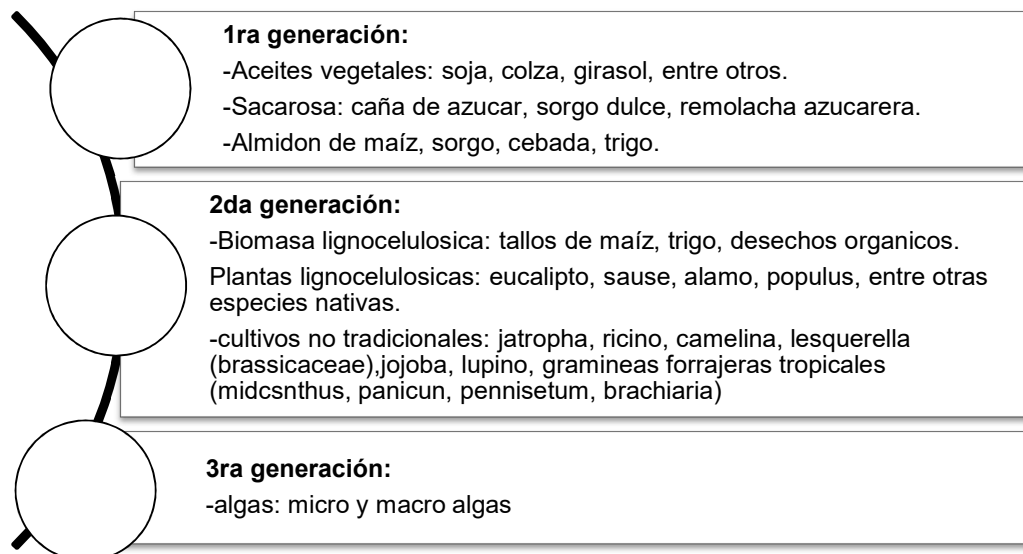 1ra generación:
-Aceites vegetales: soja, colza, girasol, entre otros.
-Sacarosa: caña de azucar, sorgo dulce, remolacha azucarera.
-Almidon de maíz, sorgo, cebada, trigo.
2da generación:
-Biomasa lignocelulosica: tallos de maíz, trigo, desechos organicos.
Plantas lignocelulosicas: eucalipto, sause, alamo, populus, entre otras
especies nativas.
-cultivos no tradicionales: jatropha, ricino, camelina, lesquerella
(brassicaceae),jojoba, lupino, gramineas forrajeras tropicales
(midcsnthus, panicun, pennisetum, brachiaria)
3ra generación:
-algas: micro y macro algas